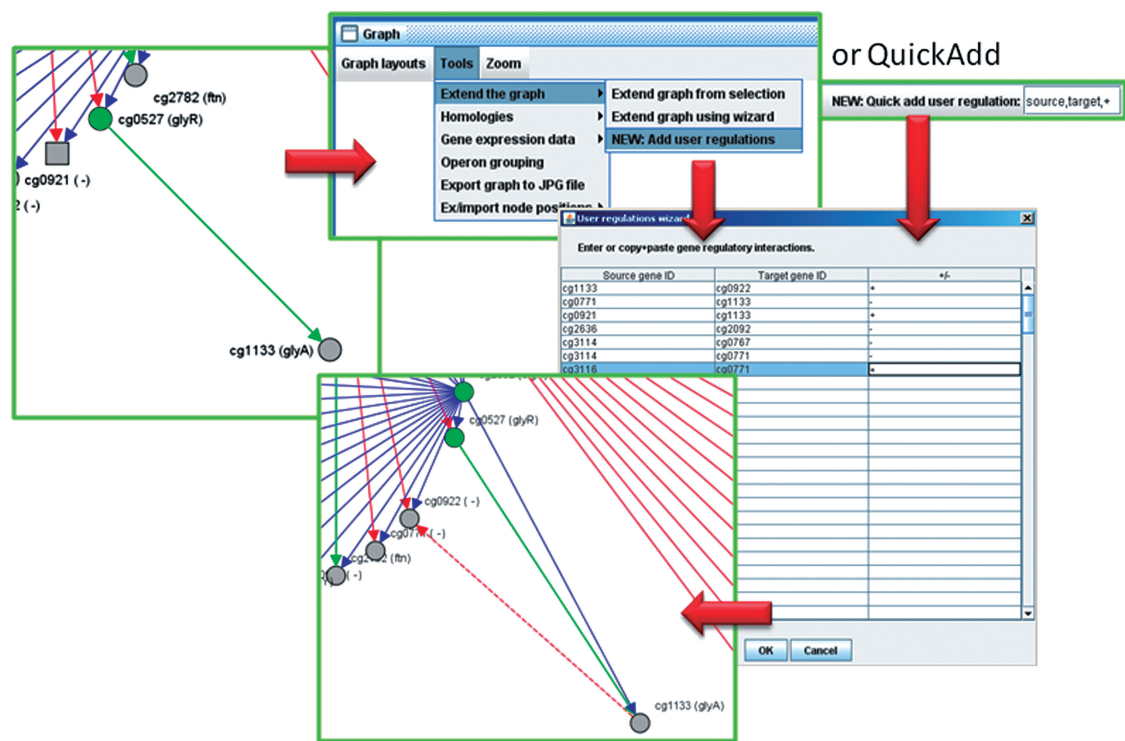 Graph
Graph layouts Tools Zoom
Extend the graph
Homologies
Gene expression data
Operon grouping
Export graph to JPG file
Ex/import node positions
Extend graph from selection
Extend graph using wizard
NEW: Add user regulations
or QuickAdd
NEW: Quick add user regulation: source,target,+
cg2782 (ftn)
cg0527 (glyR)
cg0921 (-)
2 (-)
cg1133 (glyA)
User regulations wizard
Enter or copy+paste gene regulatory interactions.
Source gene ID Target gene ID +/-
cg1133 cg0922 +
cg0771 cg1133 -
cg0921 cg1133 +
cg2636 cg2092 -
cg3114 cg0767 -
cg3114 cg0771 -
cg3116 cg0771 +
OK Cancel
cg0527 (glyR)
cg0922 ( -)
( -)
(ftn)
( -)
cg1133 (glyA)